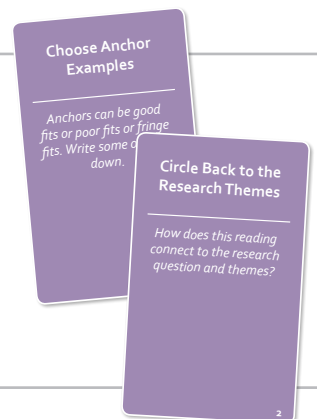 Choose Anchor
Examples
Anchors can be good
fits or poor fits or fringe
fits. Write some
down.
Circle Back to the
Research Themes
How does this reading
connect to the research
question and themes?
2